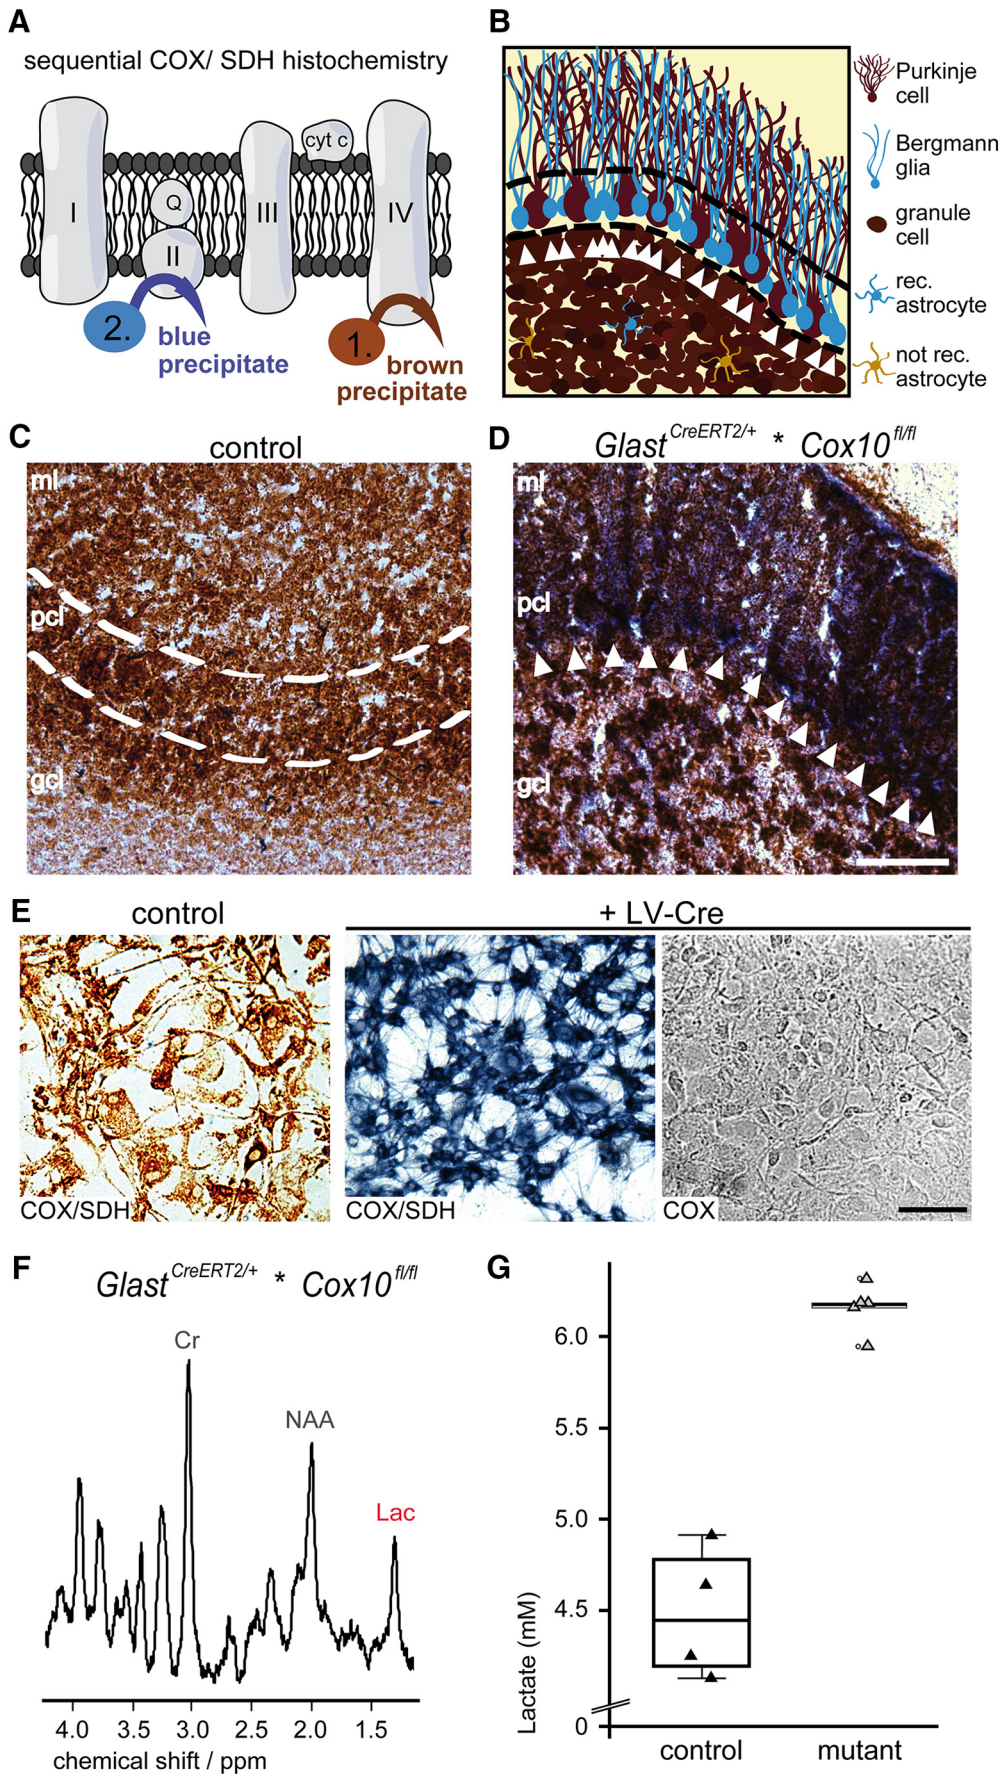 A
sequential COX/ SDH histochemistry
cyt c
I
Q
II
III
IV
2.
blue
precipitate
1.
brown
precipitate
B
Purkinje
cell
Bergmann
glia
granule
cell
rec.
astrocyte
not rec.
astrocyte
C
control
ml
pcl
gcl
D
Glast CreERT2/+ * Cox10 fl/fl
ml
pcl
gcl
E
control
+ LV-Cre
COX/SDH
COX/SDH
COX
F
Glast CreERT2/+ * Cox10 fl/fl
Cr
NAA
Lac
4.0 3.5 3.0 2.5 2.0 1.5
chemical shift / ppm
G
6.0
5.5
5.0
4.5
0
Lactate (mM)
control mutant